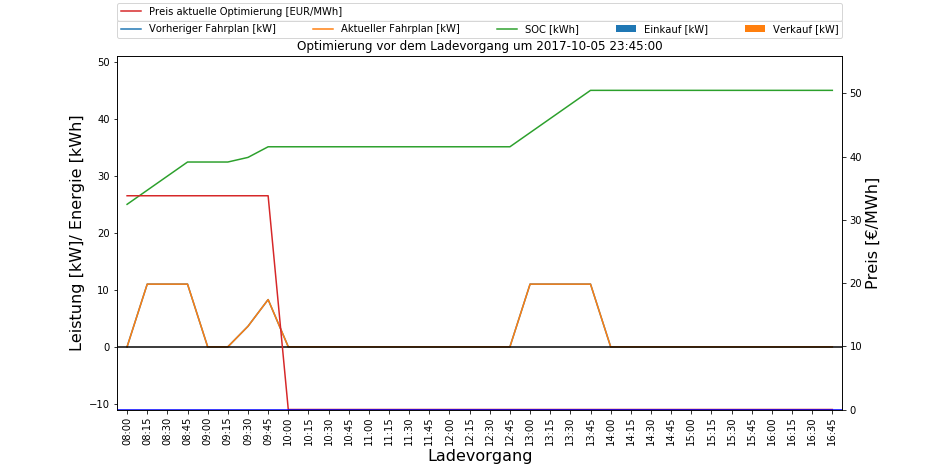 Preis aktuelle Optimierung [EUR/MWh]
Vorheriger Fahrplan [kW] Aktueller Fahrplan [kW] SOC [kWh] Einkauf [kW] Verkauf [kW]
Optimierung vor dem Ladevorgang um 2017-10-05 23:45:00
Leistung [kW]/ Energie [kWh]
50
40
30
20
10
0
−10
Preis [€/MWh]
50
40
30
20
10
0
08:00 08:15 08:30 08:45 09:00 09:15 09:30 09:45 10:00 10:15 10:30 10:45 11:00 11:15 11:30 11:45 12:00 12:15 12:30 12:45 13:00 13:15 13:30 13:45 14:00 14:15 14:30 14:45 15:00 15:15 15:30 15:45 16:00 16:15 16:30 16:45
Ladevorgang